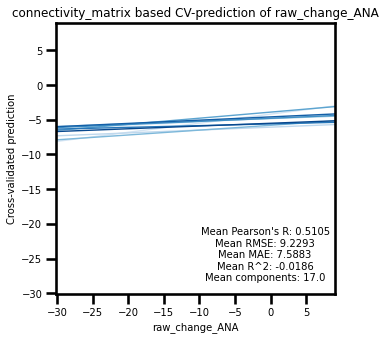 connectivity_matrix based CV-prediction of raw_change_ANA
5
0
−5
−10
−15
−20
−25
−30
Cross-validated prediction
Mean Pearson's R: 0.5105
Mean RMSE: 9.2293
Mean MAE: 7.5883
Mean R^2: -0.0186
Mean components: 17.0
−30 −25 −20 −15 −10 −5 0 5
raw_change_ANA